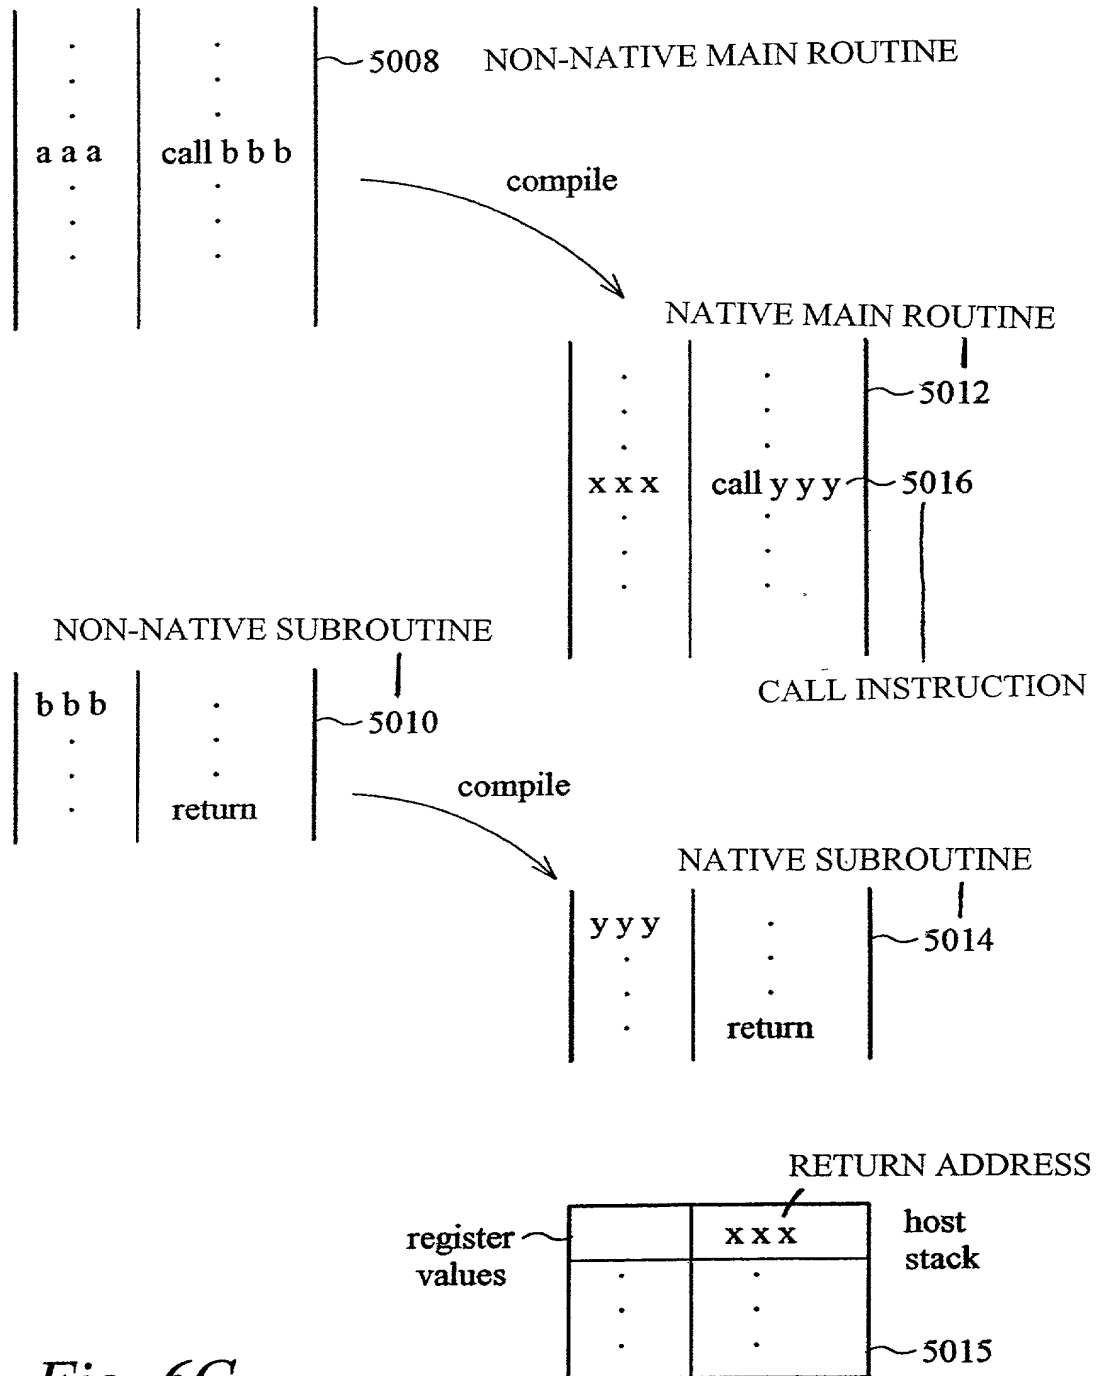 5008 NON-NATIVE MAIN ROUTINE
a a a call b b b
compile
NATIVE MAIN ROUTINE
5012
x x x call y y y 5016
NON-NATIVE SUBROUTINE
CALL INSTRUCTION
b b b
5010
compile
return
NATIVE SUBROUTINE
y y y
5014
return
RETURN ADDRESS
register
values
x x x
host
stack
5015
Fig. 6C